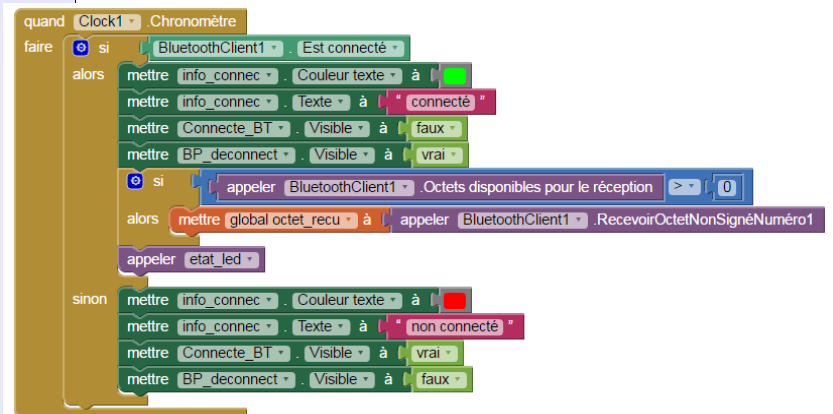 quand Clock1 .Chronomètre
faire si BluetoothClient1 . Est connecté
alors mettre info_connec . Couleur texte à
mettre info_connec . Texte à " connecté "
mettre Connecte_BT . Visible à faux
mettre BP_deconnect . Visible à vrai
si appeler BluetoothClient1 .Octets disponibles pour le réception > 0
alors mettre global octet_recu à appeler BluetoothClient1 .RecevoirOctetNonSignéNuméro1
appeler etat_led
sinon mettre info_connec . Couleur texte à
mettre info_connec . Texte à " non connecté "
mettre Connecte_BT . Visible à vrai
mettre BP_deconnect . Visible à faux